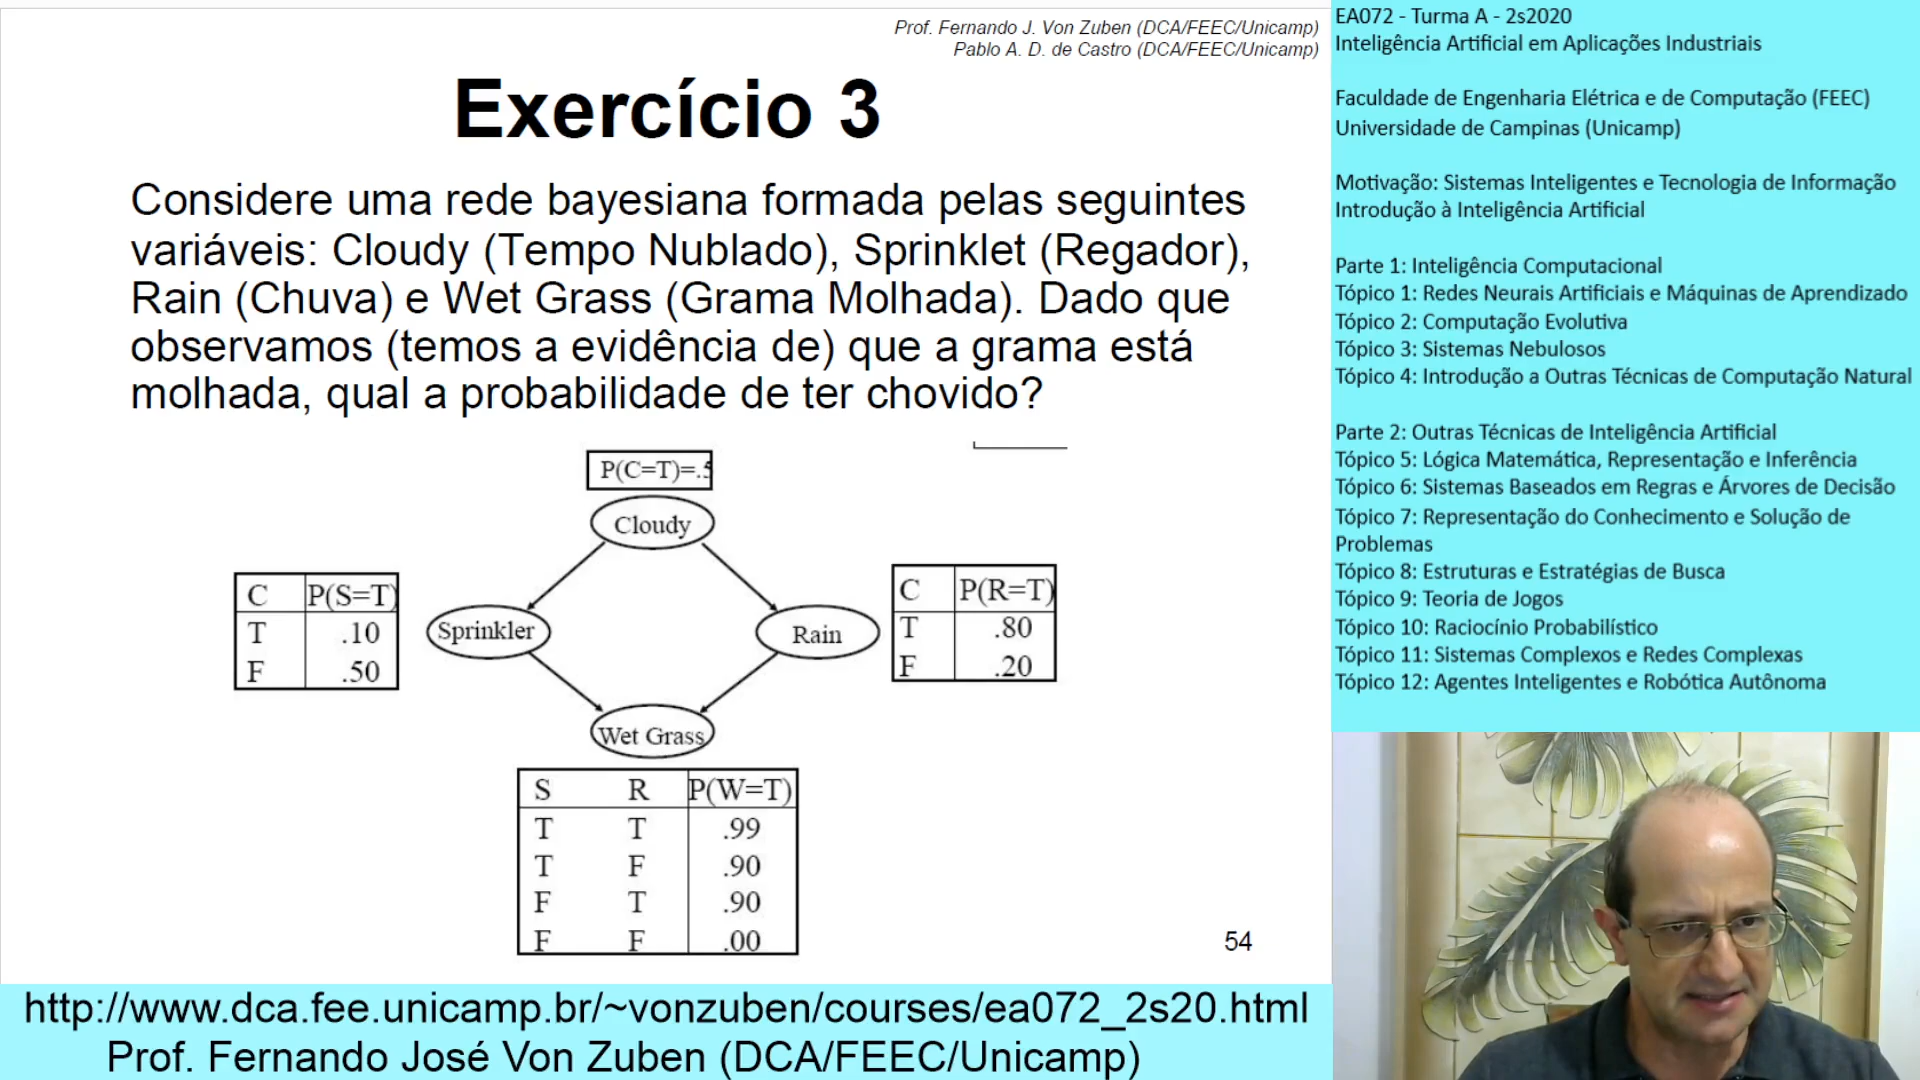 Prof. Fernando J. Von Zuben (DCA/FEEC/Unicamp)
Pablo A. D. de Castro (DCA/FEEC/Unicamp)
Exercício 3
Considere uma rede bayesiana formada pelas seguintes
variáveis: Cloudy (Tempo Nublado), Sprinklet (Regador),
Rain (Chuva) e Wet Grass (Grama Molhada). Dado que
observamos (temos a evidência de) que a grama está
molhada, qual a probabilidade de ter chovido?
P(C=T)=.5
Cloudy
C P(S=T)
T .10
F .50
Sprinkler
Rain
C P(R=T)
T .80
F .20
Wet Grass
S R P(W=T)
T T .99
T F .90
F T .90
F F .00
54
http://www.dca.fee.unicamp.br/~vonzuben/courses/ea072_2s20.html
Prof. Fernando José Von Zuben (DCA/FEEC/Unicamp)
EA072 - Turma A - 2s2020
Inteligência Artificial em Aplicações Industriais
Faculdade de Engenharia Elétrica e de Computação (FEEC)
Universidade de Campinas (Unicamp)
Motivação: Sistemas Inteligentes e Tecnologia de Informação
Introdução à Inteligência Artificial
Parte 1: Inteligência Computacional
Tópico 1: Redes Neurais Artificiais e Máquinas de Aprendizado
Tópico 2: Computação Evolutiva
Tópico 3: Sistemas Nebulosos
Tópico 4: Introdução a Outras Técnicas de Computação Natural
Parte 2: Outras Técnicas de Inteligência Artificial
Tópico 5: Lógica Matemática, Representação e Inferência
Tópico 6: Sistemas Baseados em Regras e Árvores de Decisão
Tópico 7: Representação do Conhecimento e Solução de
Problemas
Tópico 8: Estruturas e Estratégias de Busca
Tópico 9: Teoria de Jogos
Tópico 10: Raciocínio Probabilístico
Tópico 11: Sistemas Complexos e Redes Complexas
Tópico 12: Agentes Inteligentes e Robótica Autônoma